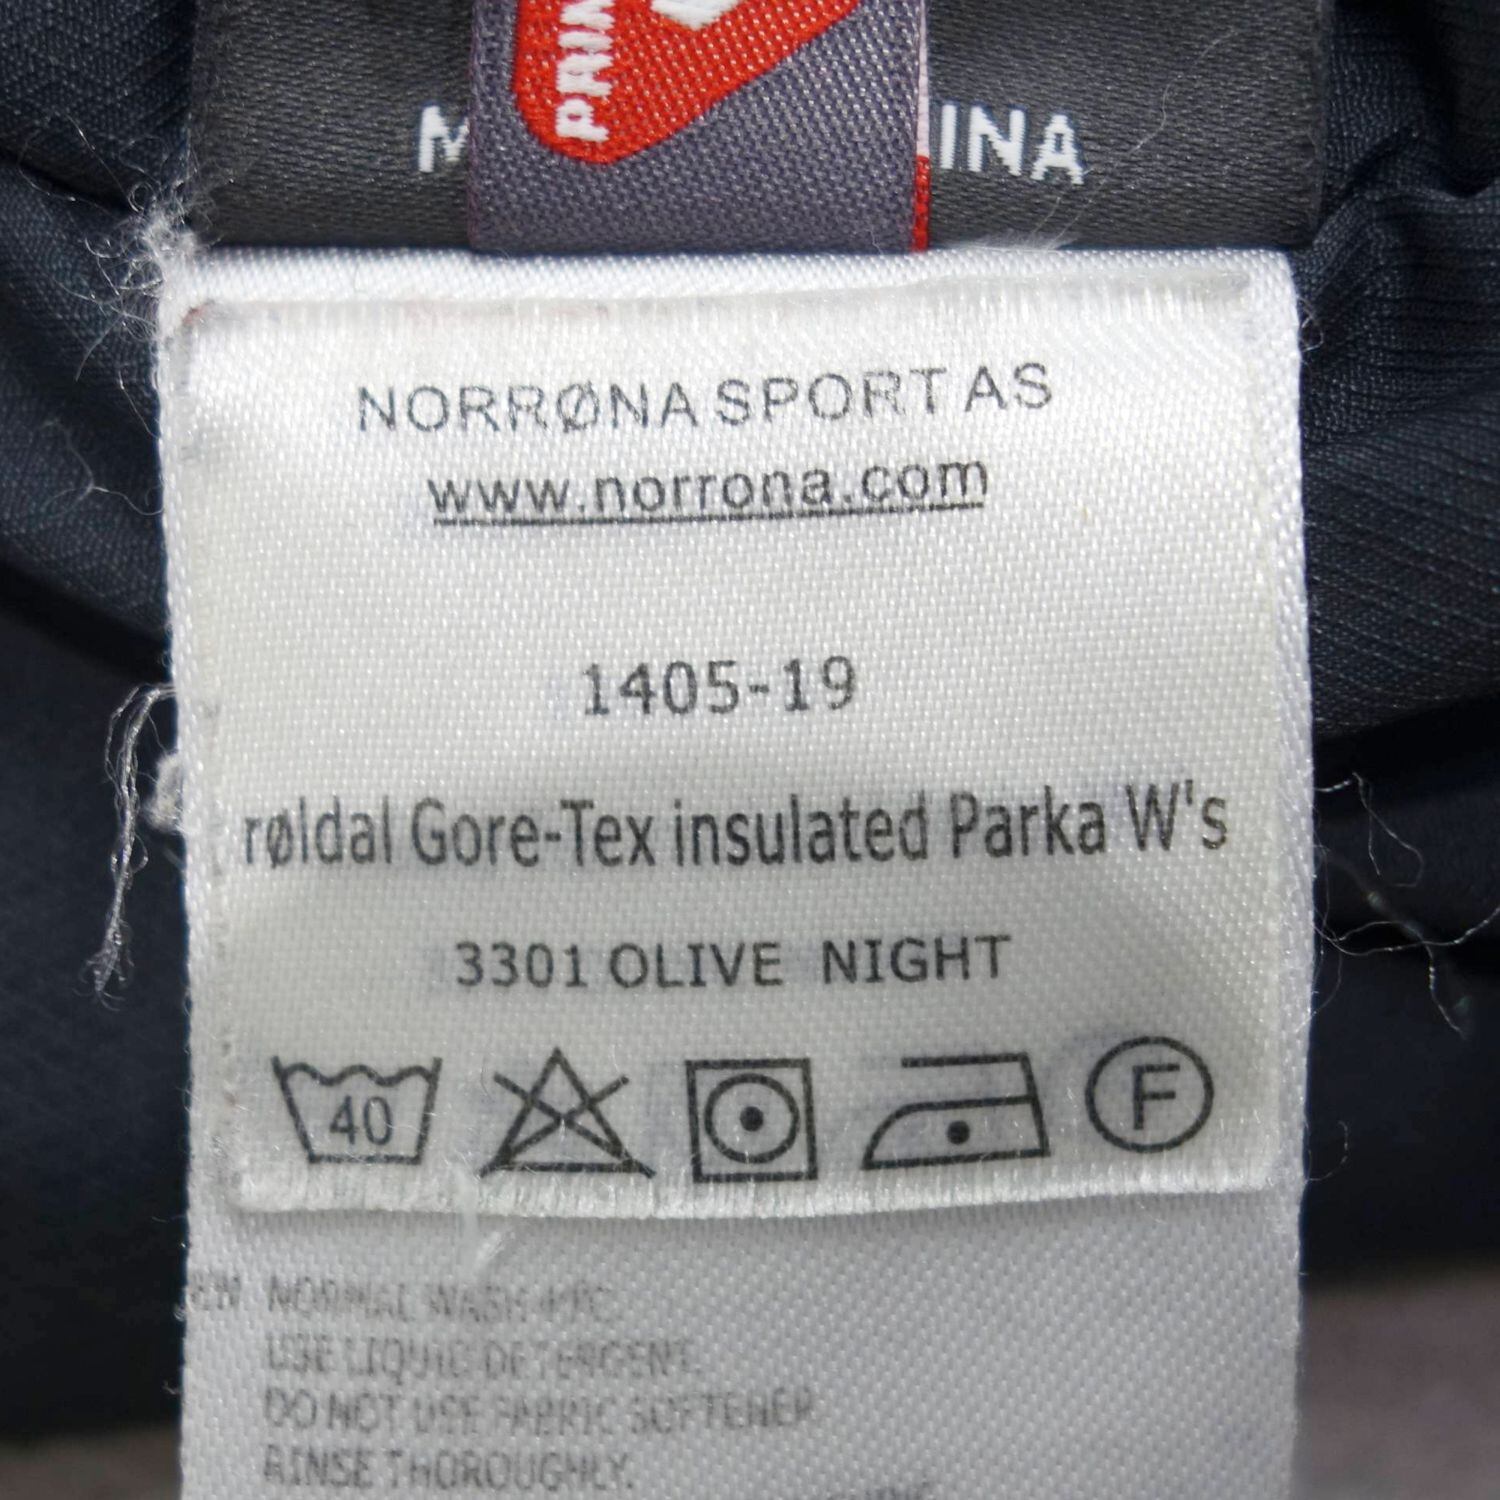 NORRØNA SPORT AS
www.norrona.com
1405-19
røldal Gore-Tex insulated Parka W's
3301 OLIVE NIGHT
40
F
NORMAL WASH
USE LIQUID DETERGENT.
DO NOT USE FABRIC SOFTENER
RINSE THOROUGHLY.